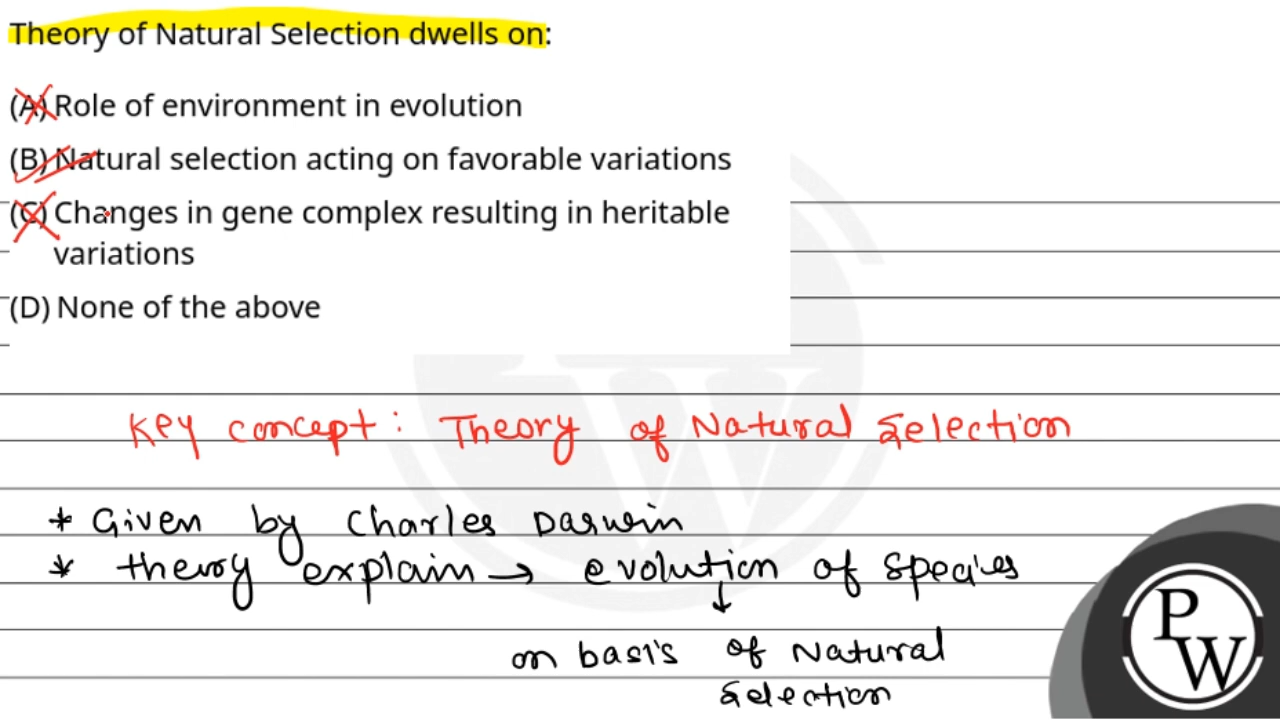 Theory of Natural Selection dwells on:
(A) Role of environment in evolution
(B) Natural selection acting on favorable variations
(C) Changes in gene complex resulting in heritable
variations
(D) None of the above
Key concept: Theory of Natural Selection
* Given by Charles Darwin
* theory explain → evolution of species
↓
on basis of Natural
Selection
P
W